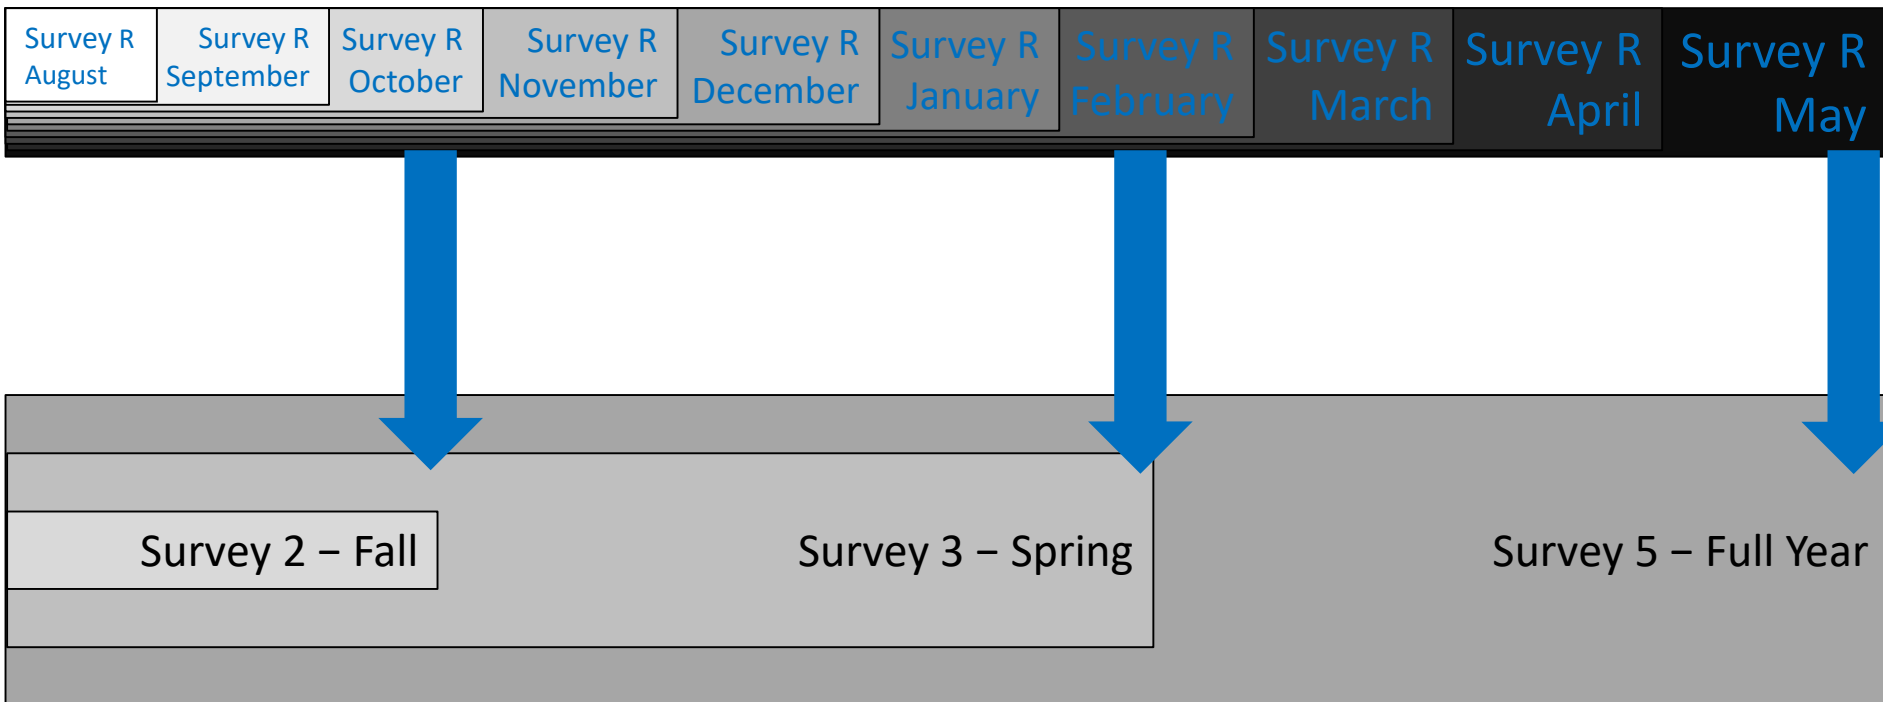 Survey R
August
Survey R
September
Survey R
October
Survey R
November
Survey R
December
Survey R
January
Survey R
February
Survey R
March
Survey R
April
Survey R
May
Survey 2 – Fall
Survey 3 – Spring
Survey 5 – Full Year